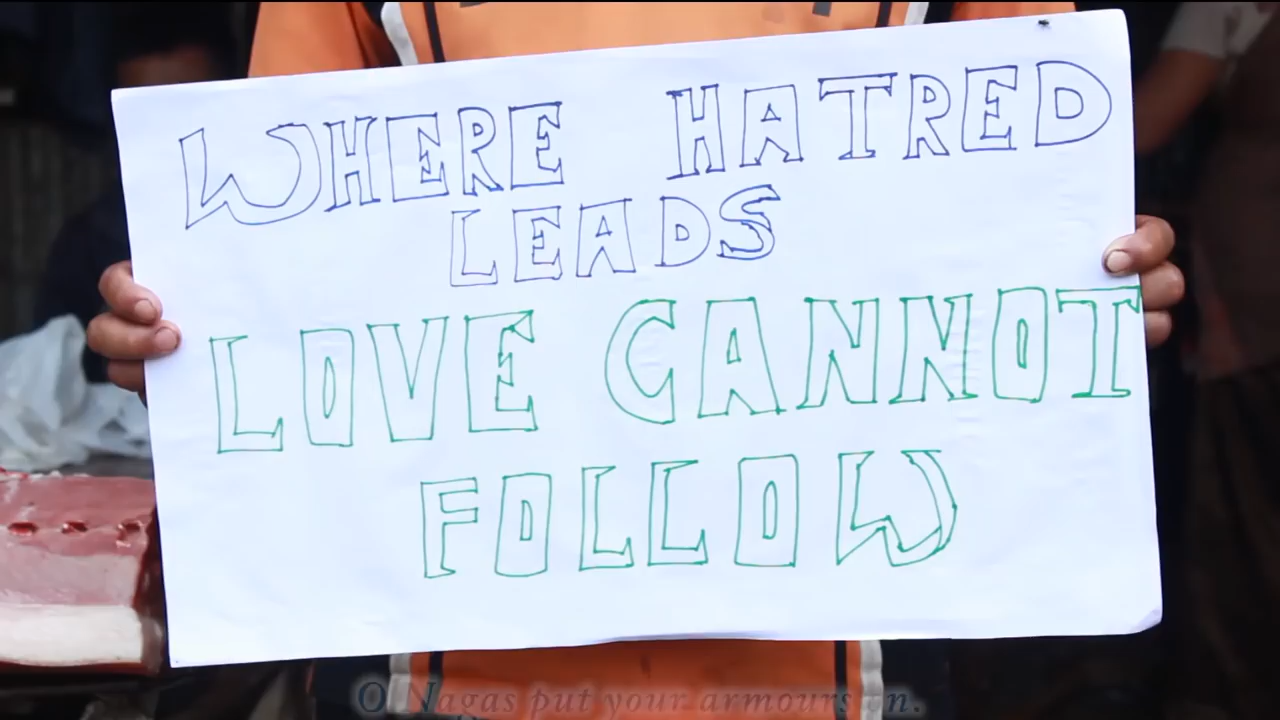 WHERE HATRED
LEADS
LOVE CANNOT
FOLLOW
O Nagas put your armours on.